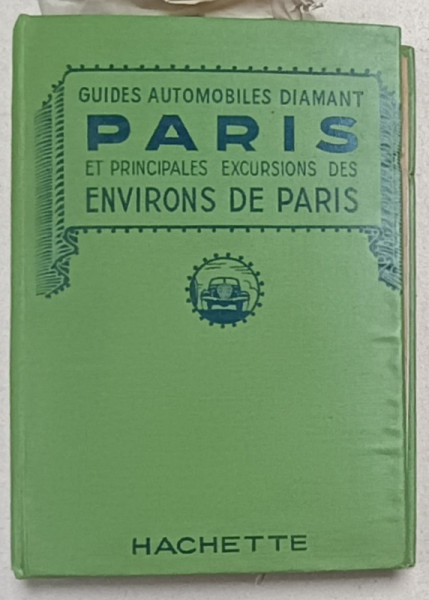 GUIDES AUTOMOBILES DIAMANT
PARIS
ET PRINCIPALES EXCURSIONS DES
ENVIRONS DE PARIS
HACHETTE